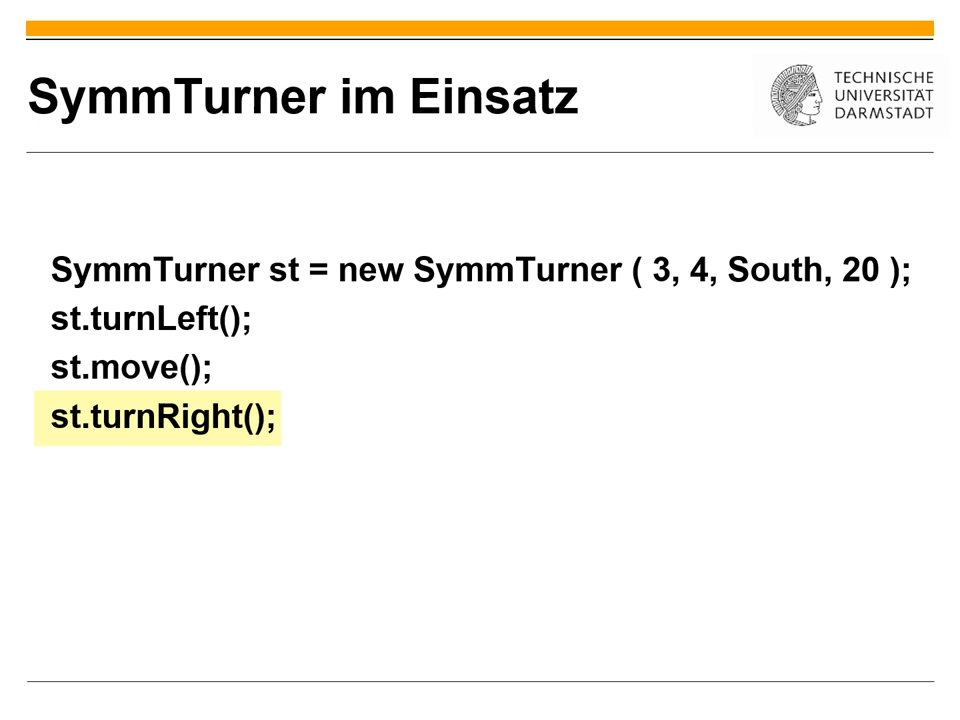 SymmTurner im Einsatz
TECHNISCHE
UNIVERSITÄT
DARMSTADT
SymmTurner st = new SymmTurner ( 3, 4, South, 20 );
st.turnLeft();
st.move();
st.turnRight();